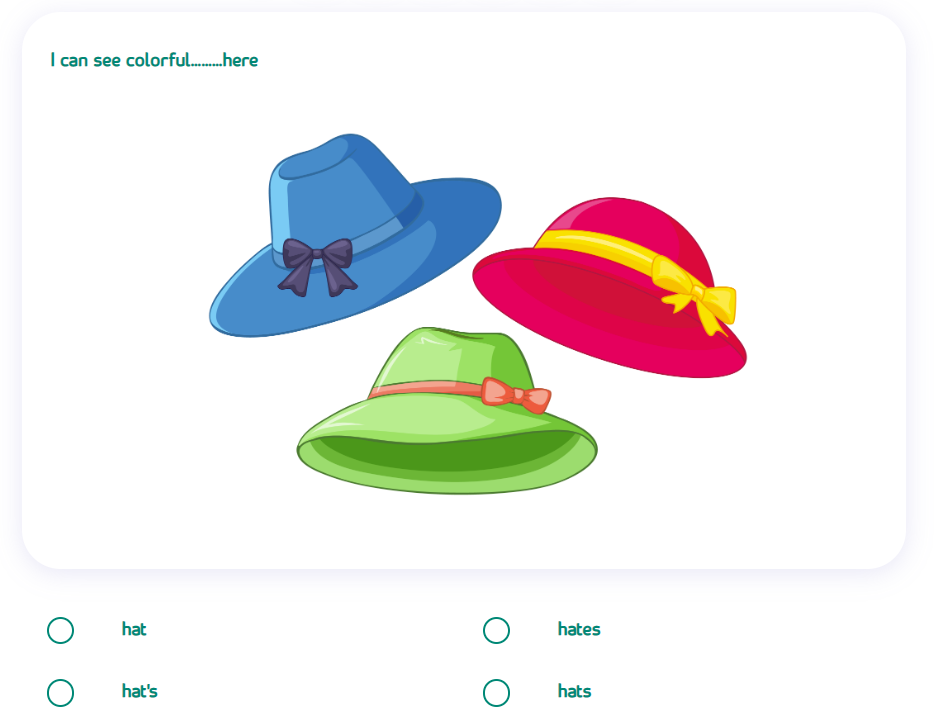 I can see colorful.........here
hat
hates
hat's
hats